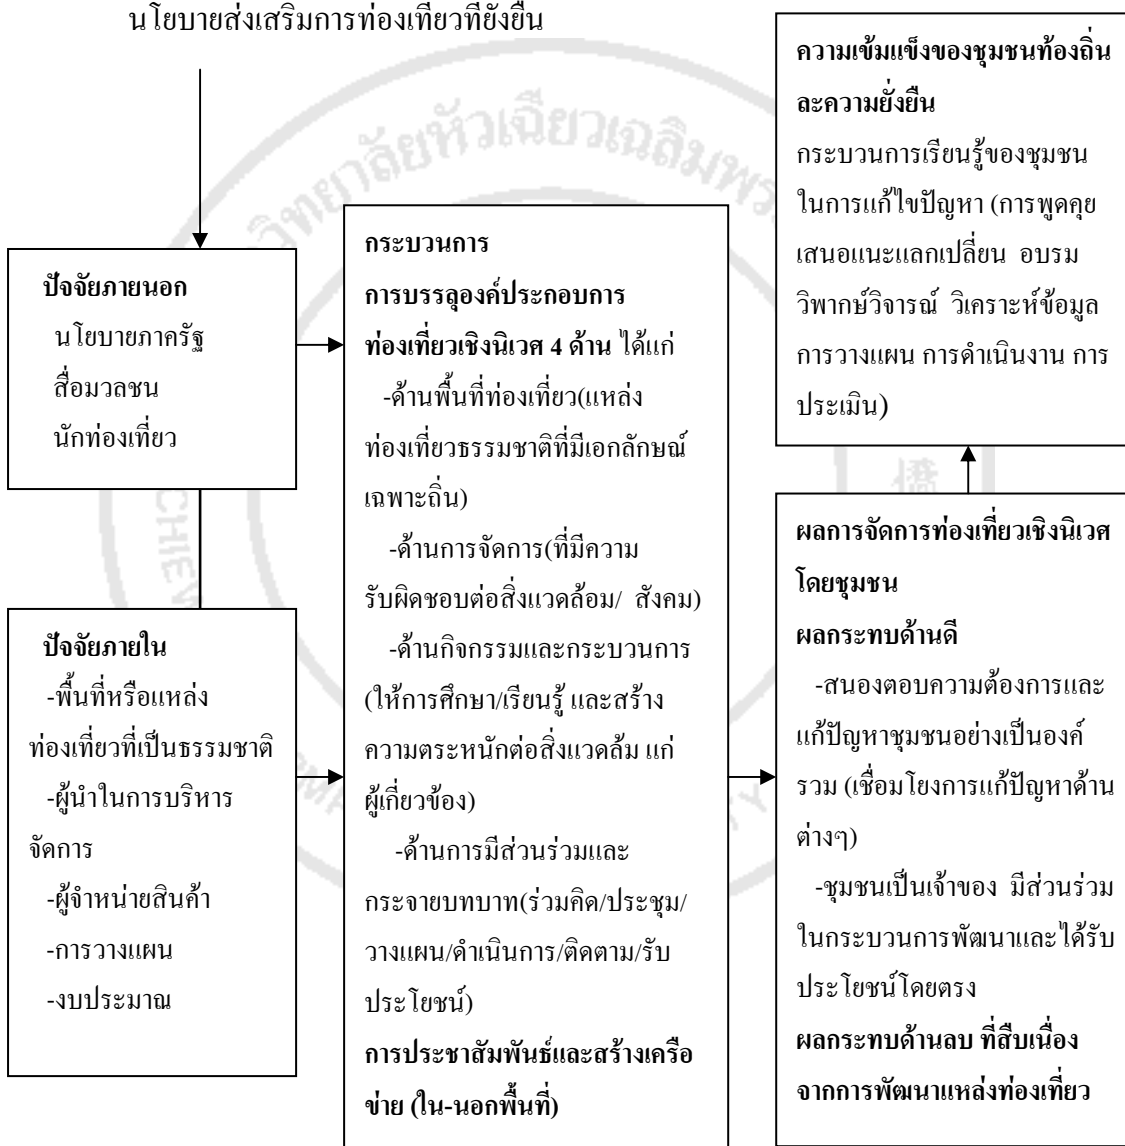 นโยบายส่งเสริมการท่องเที่ยวที่ยั่งยืน
ปัจจัยภายนอก
นโยบายภาครัฐ
สื่อมวลชน
นักท่องเที่ยว
ปัจจัยภายใน
-พื้นที่หรือแหล่ง
ท่องเที่ยวที่เป็นธรรมชาติ
-ผู้นำในการบริหาร
จัดการ
-ผู้จำหน่ายสินค้า
-การวางแผน
-งบประมาณ
กระบวนการ
การบรรลุองค์ประกอบการ
ท่องเที่ยวเชิงนิเวศ 4 ด้าน ได้แก่
-ด้านพื้นที่ท่องเที่ยว(แหล่ง
ท่องเที่ยวธรรมชาติที่มีเอกลักษณ์
เฉพาะถิ่น)
-ด้านการจัดการ(ที่มีความ
รับผิดชอบต่อสิ่งแวดล้อม/ สังคม)
-ด้านกิจกรรมและกระบวนการ
(ให้การศึกษา/เรียนรู้ และสร้าง
ความตระหนักต่อสิ่งแวดล้ม แก่
ผู้เกี่ยวข้อง)
-ด้านการมีส่วนร่วมและ
กระจายบทบาท(ร่วมคิด/ประชุม/
วางแผน/ดำเนินการ/ติดตาม/รับ
ประโยชน์)
การประชาสัมพันธ์และสร้างเครือ
ข่าย (ใน-นอกพื้นที่)
ความเข้มแข็งของชุมชนท้องถิ่น
ละความยั่งยืน
กระบวนการเรียนรู้ของชุมชน
ในการแก้ไขปัญหา (การพูดคุย
เสนอแนะแลกเปลี่ยน อบรม
วิพากษ์วิจารณ์ วิเคราะห์ข้อมูล
การวางแผน การดำเนินงาน การ
ประเมิน)
ผลการจัดการท่องเที่ยวเชิงนิเวศ
โดยชุมชน
ผลกระทบด้านดี
-สนองตอบความต้องการและ
แก้ปัญหาชุมชนอย่างเป็นองค์
รวม (เชื่อมโยงการแก้ปัญหาด้าน
ต่างๆ)
-ชุมชนเป็นเจ้าของ มีส่วนร่วม
ในกระบวนการพัฒนาและได้รับ
ประโยชน์โดยตรง
ผลกระทบด้านลบ ที่สืบเนื่อง
จากการพัฒนาแหล่งท่องเที่ยว